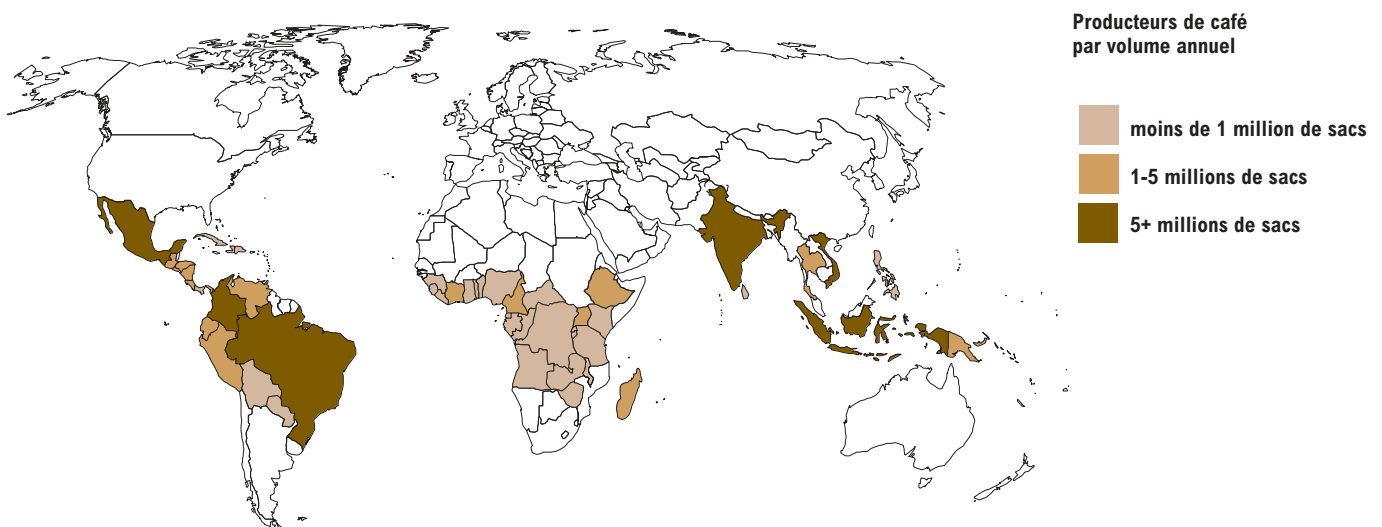 Producteurs de café
par volume annuel
moins de 1 million de sacs
1-5 millions de sacs
5+ millions de sacs